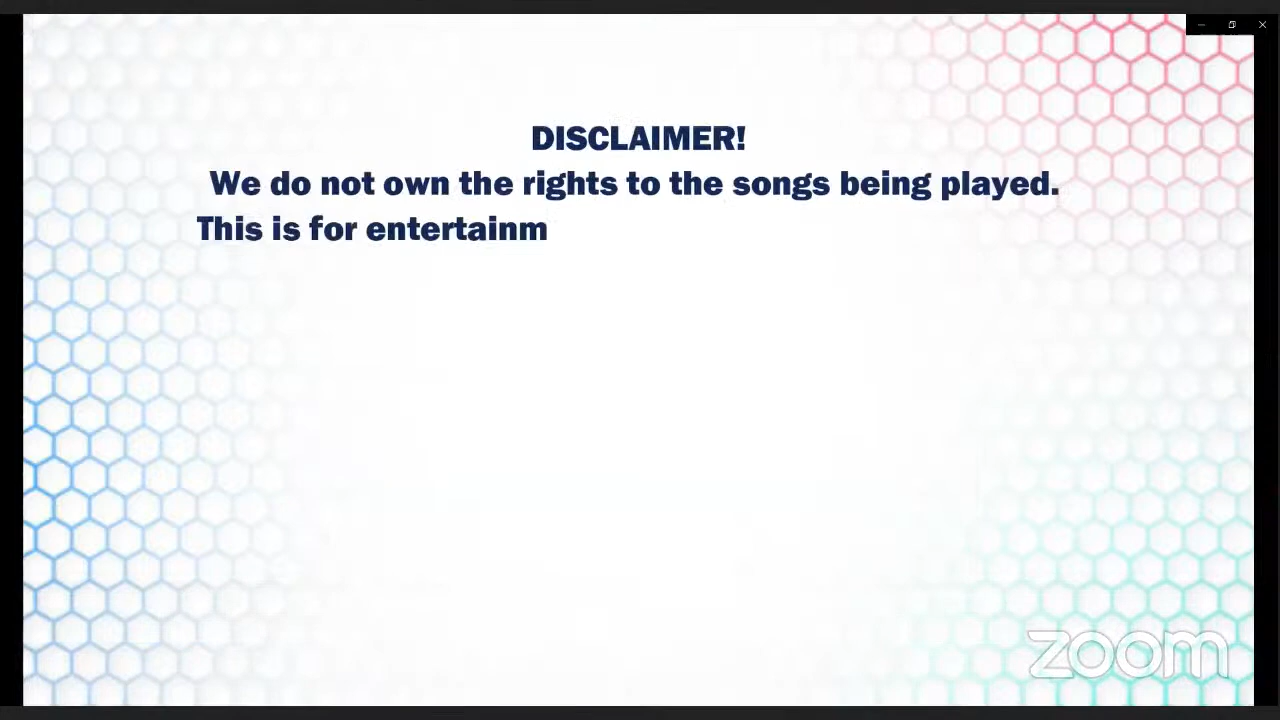 DISCLAIMER!
We do not own the rights to the songs being played.
This is for entertainm
zoom